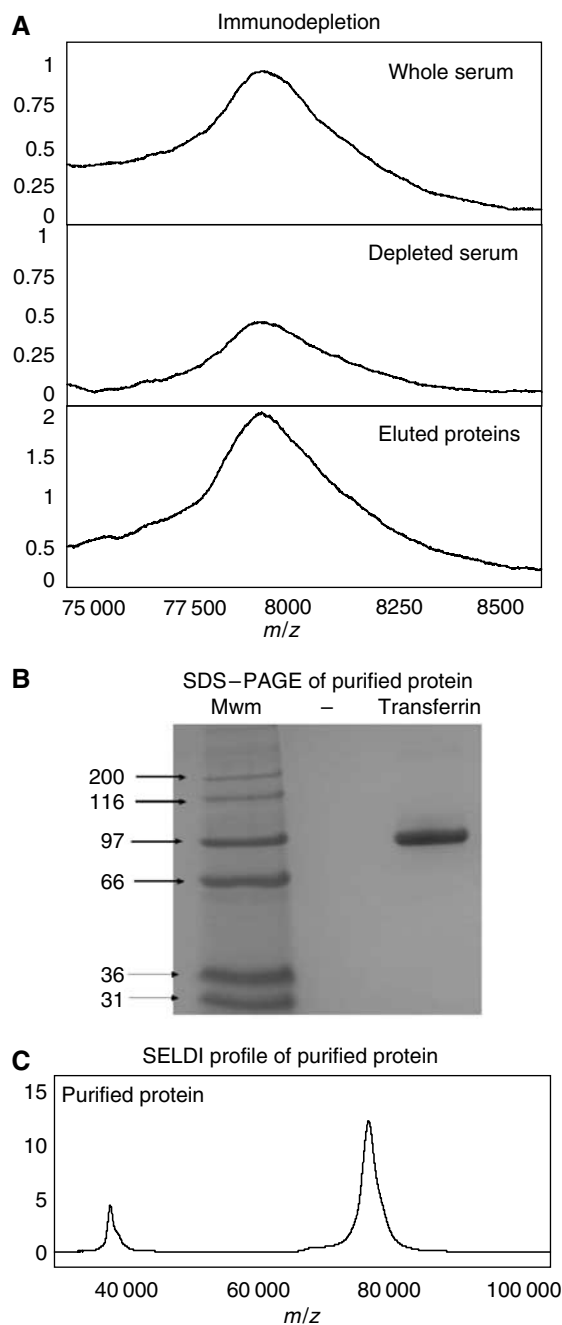 A
Immunodepletion
Whole serum
1
0.75
0.5
0.25
0
Depleted serum
1
0.75
0.5
0.25
0
Eluted proteins
2
1.5
1
0.5
0
75 000 77 500 8000 8250 8500
m/z
B
SDS–PAGE of purified protein
Mwm – Transferrin
200
116
97
66
36
31
C
SELDI profile of purified protein
Purified protein
15
10
5
0
40 000 60 000 80 000 100 000
m/z